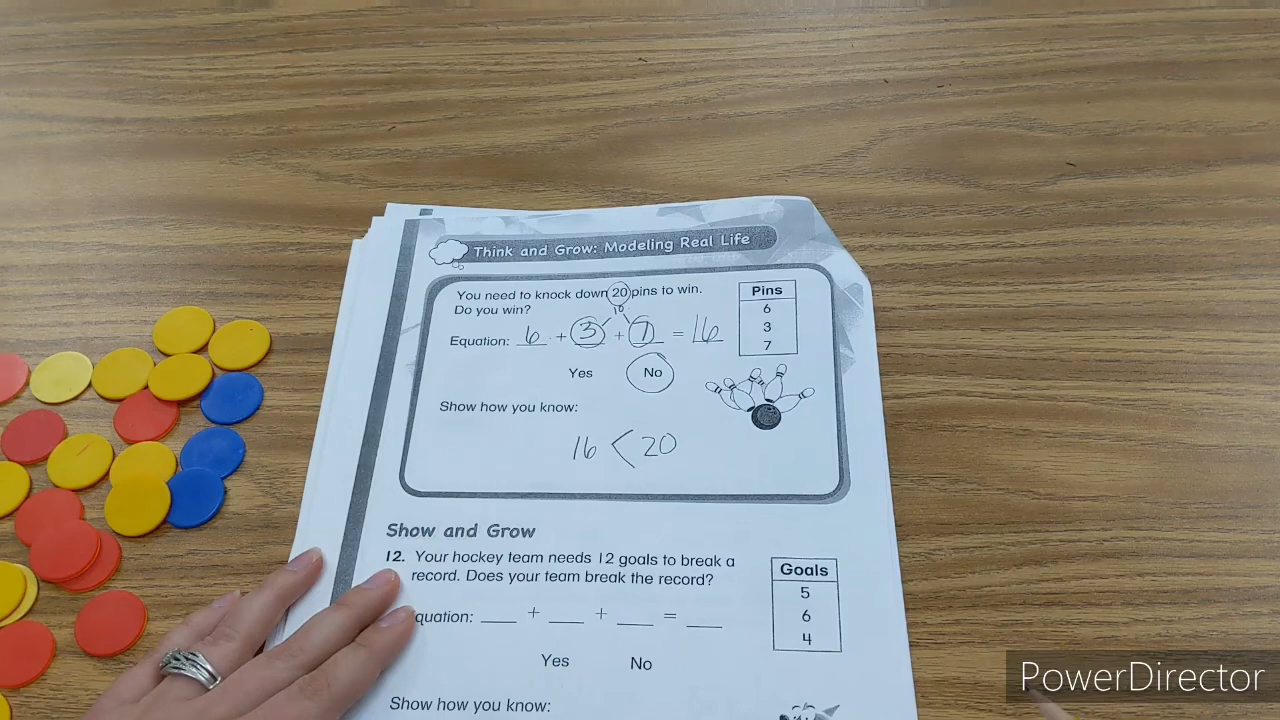 Think and Grow: Modeling Real Life
You need to knock down 20 pins to win.
Do you win?
10
Equation: 6 + 3 + 7 = 16
Yes No
Show how you know:
16 < 20
Pins
6
3
7
Show and Grow
12. Your hockey team needs 12 goals to break a
record. Does your team break the record?
quation: ___ + ___ + ___ = ___
Yes No
Show how you know:
Goals
5
6
4
PowerDirector